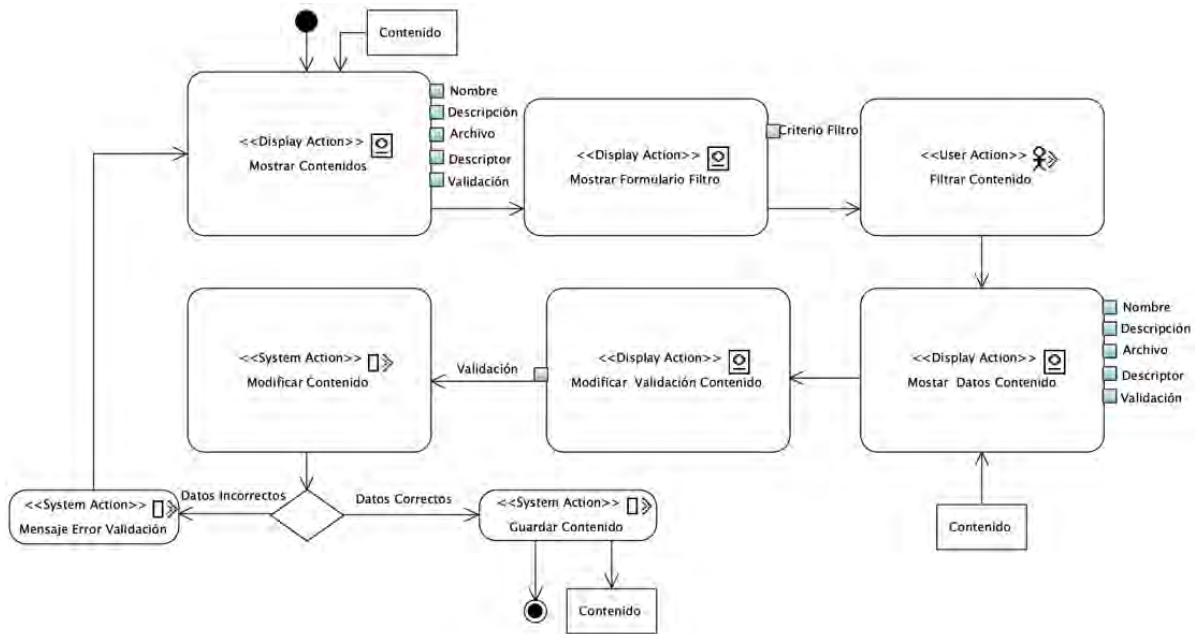 Contenido
<<Display Action>>
Mostrar Contenidos
Nombre
Descripción
Archivo
Descriptor
Validación
<<Display Action>>
Mostrar Formulario Filtro
Criterio Filtro
<<User Action>>
Filtrar Contenido
<<System Action>>
Modificar Contenido
Validación
<<Display Action>>
Modificar Validación Contenido
<<Display Action>>
Mostar Datos Contenido
Nombre
Descripción
Archivo
Descriptor
Validación
<<System Action>>
Mensaje Error Validación
Datos Incorrectos
Datos Correctos
<<System Action>>
Guardar Contenido
Contenido
Contenido